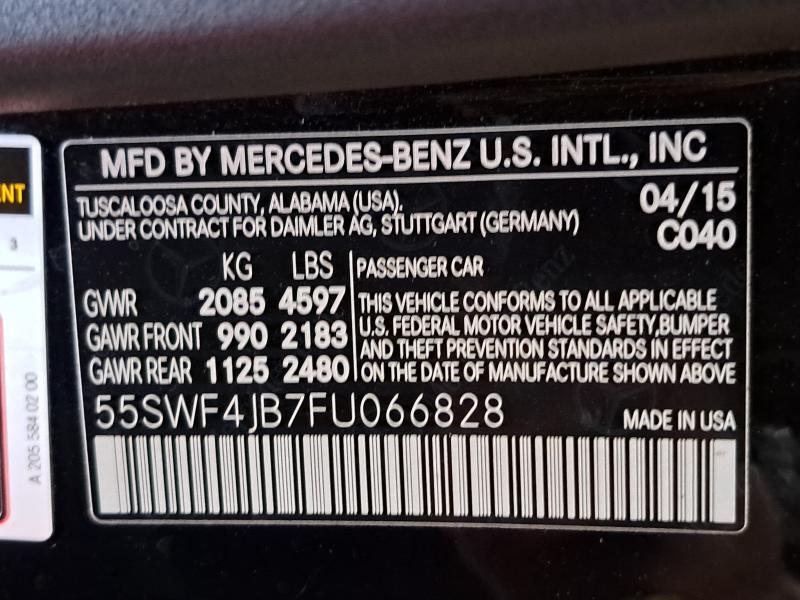 MFD BY MERCEDES-BENZ U.S. INTL., INC
TUSCALOOSA COUNTY, ALABAMA (USA).
UNDER CONTRACT FOR DAIMLER AG, STUTTGART (GERMANY)
04/15
C040
KG LBS
GVWR 2085 4597
GAWR FRONT 990 2183
GAWR REAR 1125 2480
PASSENGER CAR
THIS VEHICLE CONFORMS TO ALL APPLICABLE
U.S. FEDERAL MOTOR VEHICLE SAFETY,BUMPER
AND THEFT PREVENTION STANDARDS IN EFFECT
ON THE DATE OF MANUFACTURE SHOWN ABOVE
55SWF4JB7FU066828
MADE IN USA
NT
3
A 205 584 02 00